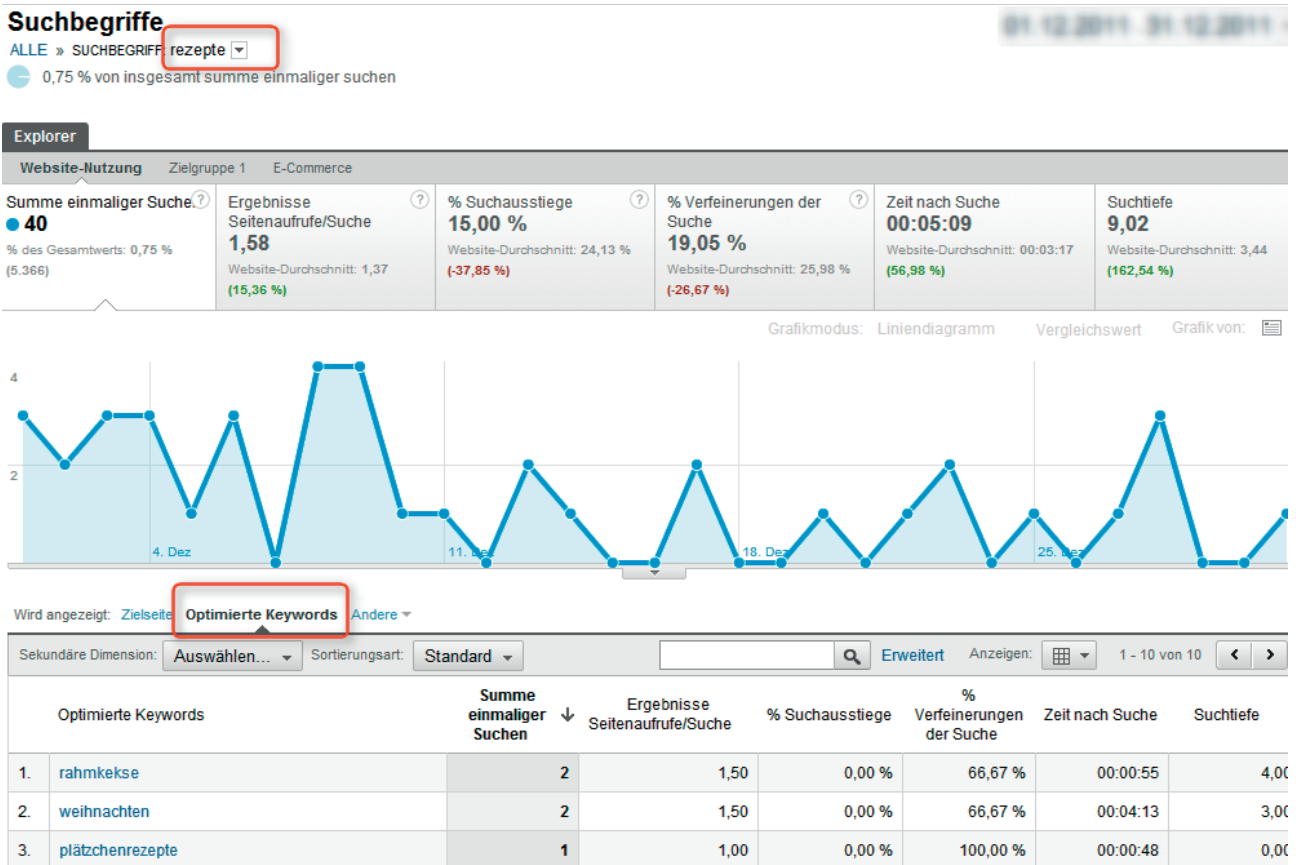 Suchbegriffe
01.12.2011 - 31.12.2011
ALLE » SUCHBEGRIFF: rezepte
0,75 % von insgesamt summe einmaliger suchen
Explorer
Website-Nutzung Zielgruppe 1 E-Commerce
Summe einmaliger Suche. ? Ergebnisse ? % Suchausstiege ? % Verfeinerungen der ? Zeit nach Suche Suchtiefe
40 Seitenaufrufe/Suche 15,00 % Suche 00:05:09 9,02
% des Gesamtwerts: 0,75 % 1,58 Website-Durchschnitt: 24,13 % 19,05 % Website-Durchschnitt: 00:03:17 Website-Durchschnitt: 3,44
(5.366) Website-Durchschnitt: 1,37 (-37,85 %) Website-Durchschnitt: 25,98 % (56,98 %) (162,54 %)
(15,36 %) (-26,67 %)
Grafikmodus: Liniendiagramm Vergleichswert Grafik von:
4
2
4. Dez 11. Dez 18. Dez 25. Dez
Wird angezeigt: Zielseite Optimierte Keywords Andere
Sekundäre Dimension: Auswählen... Sortierungsart: Standard Erweitert Anzeigen: 1 - 10 von 10
Optimierte Keywords Summe einmaliger Suchen Ergebnisse Seitenaufrufe/Suche % Suchausstiege % Verfeinerungen der Suche Zeit nach Suche Suchtiefe
1. rahmkekse 2 1,50 0,00 % 66,67 % 00:00:55 4,00
2. weihnachten 2 1,50 0,00 % 66,67 % 00:04:13 3,00
3. plätzchenrezepte 1 1,00 0,00 % 100,00 % 00:00:48 0,00